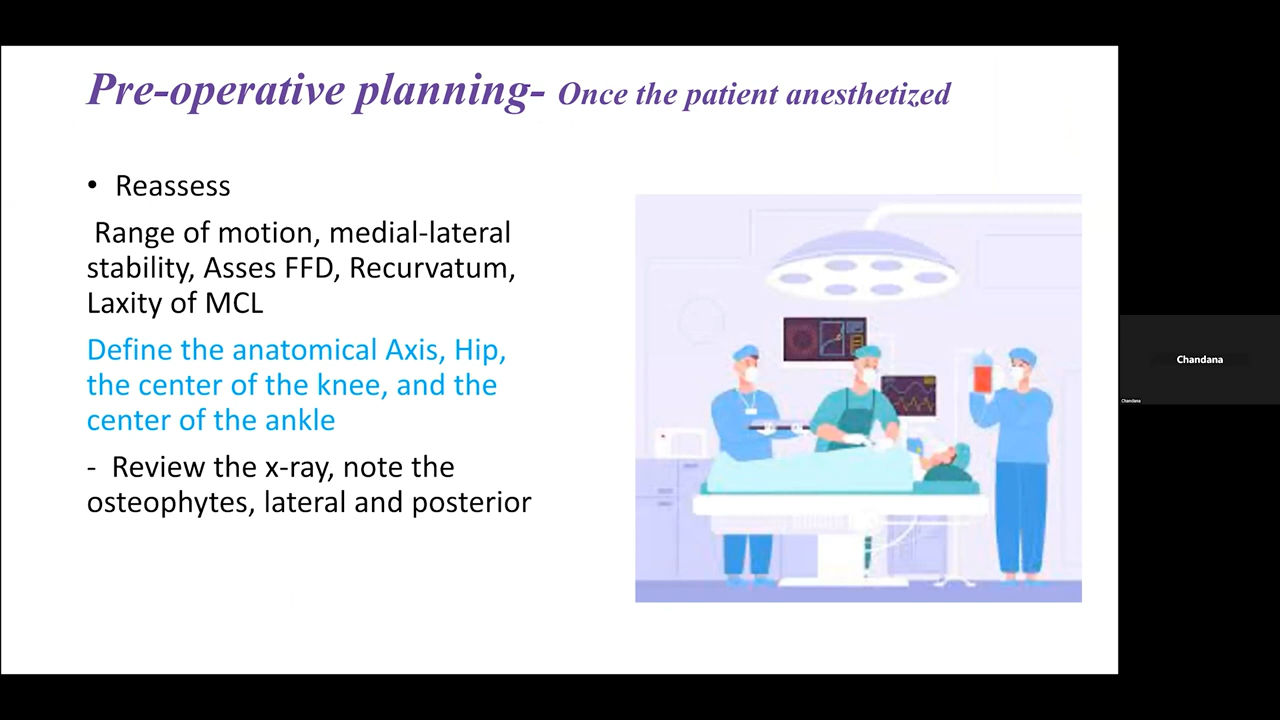 Pre-operative planning- Once the patient anesthetized
• Reassess
Range of motion, medial-lateral
stability, Asses FFD, Recurvatum,
Laxity of MCL
Define the anatomical Axis, Hip,
the center of the knee, and the
center of the ankle
- Review the x-ray, note the
osteophytes, lateral and posterior
Chandana
Chandana